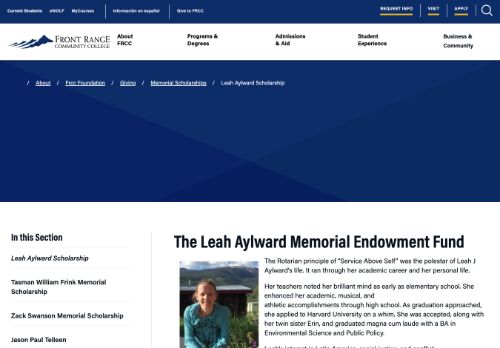 Current Students eWOLF MyCourses Información en español Give to FRCC REQUEST INFO VISIT APPLY
FRONT RANGE
COMMUNITY COLLEGE
About
FRCC
Programs &
Degrees
Admissions
& Aid
Student
Experience
Business &
Community
/ About / Frcc Foundation / Giving / Memorial Scholarships / Leah Aylward Scholarship
In this Section
Leah Aylward Scholarship
Tasman William Frink Memorial
Scholarship
Zack Swanson Memorial Scholarship
Jason Paul Telleen
The Leah Aylward Memorial Endowment Fund
The Rotarian principle of "Service Above Self" was the polestar of Leah J
Aylward's life. It ran through her academic career and her personal life.
Her teachers noted her brilliant mind as early as elementary school. She
enhanced her academic, musical, and
athletic accomplishments through high school. As graduation approached,
she applied to Harvard University on a whim. She was accepted, along with
her twin sister Erin, and graduated magna cum laude with a BA in
Environmental Science and Public Policy.